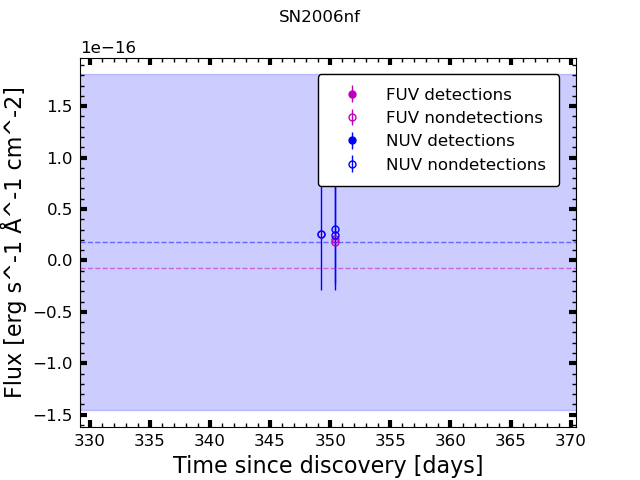 SN2006nf
1e−16
FUV detections
FUV nondetections
NUV detections
NUV nondetections
1.5
1.0
0.5
0.0
−0.5
−1.0
−1.5
Flux [erg s^-1 Å^-1 cm^-2]
330 335 340 345 350 355 360 365 370
Time since discovery [days]